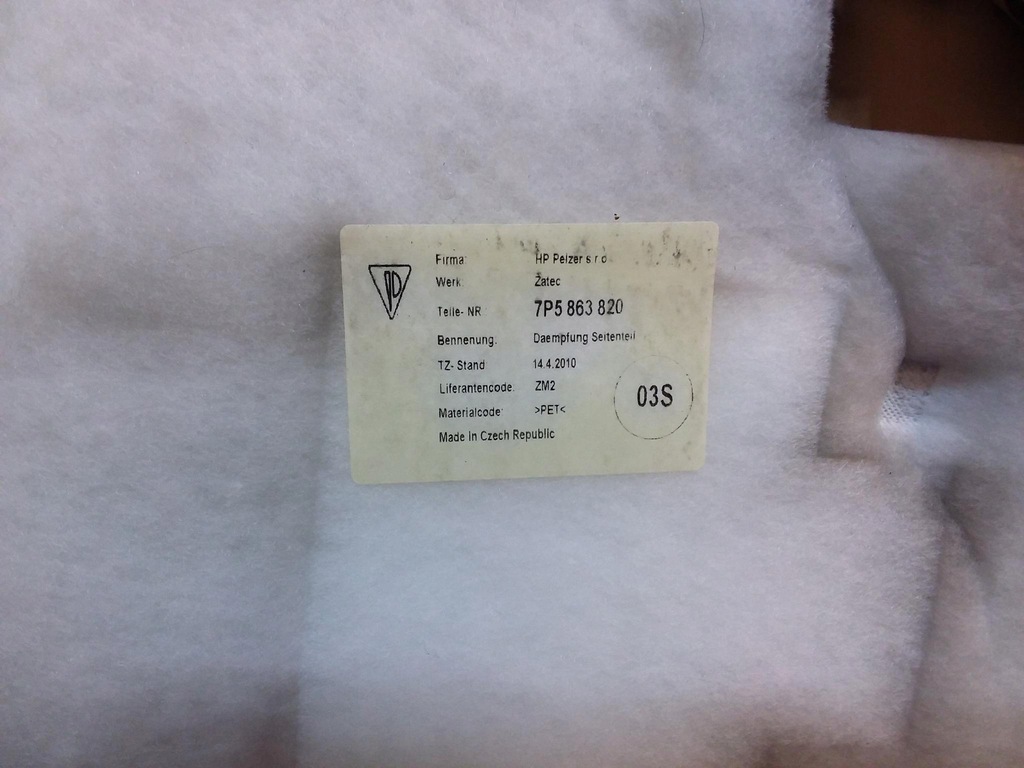 Firma: HP Pelzer s.r.o
Werk: Žatec
Teile- NR 7P5 863 820
Bennenung: Daempfung Seitenteil
TZ- Stand 14.4.2010
Liferantencode: ZM2
Materialcode: >PET<
Made in Czech Republic
03S